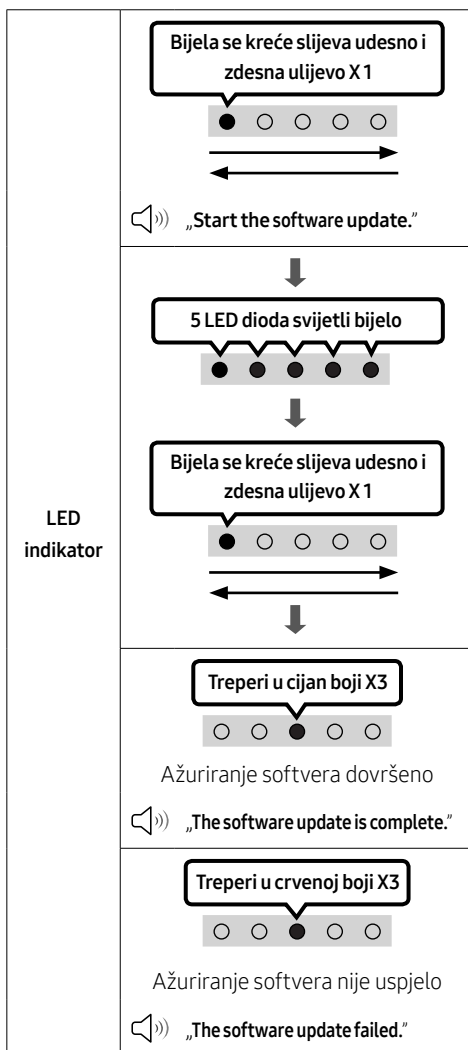 LED
indikator
Bijela se kreće slijeva udesno i
zdesna ulijevo X 1
„Start the software update.”
5 LED dioda svijetli bijelo
Bijela se kreće slijeva udesno i
zdesna ulijevo X 1
Treperi u cijan boji X3
Ažuriranje softvera dovršeno
„The software update is complete.”
Treperi u crvenoj boji X3
Ažuriranje softvera nije uspjelo
„The software update failed.”